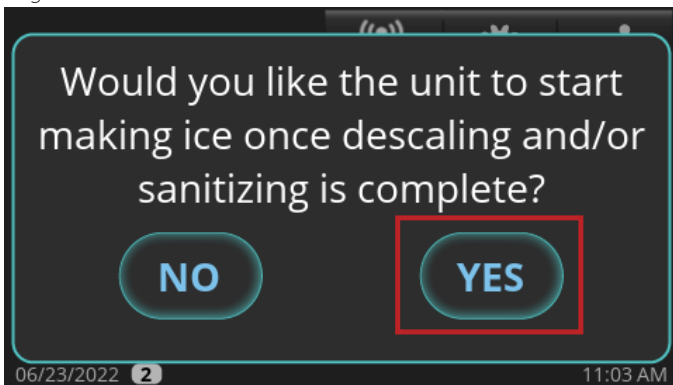 Would you like the unit to start
making ice once descaling and/or
sanitizing is complete?
NO YES
06/23/2022 2 11:03 AM